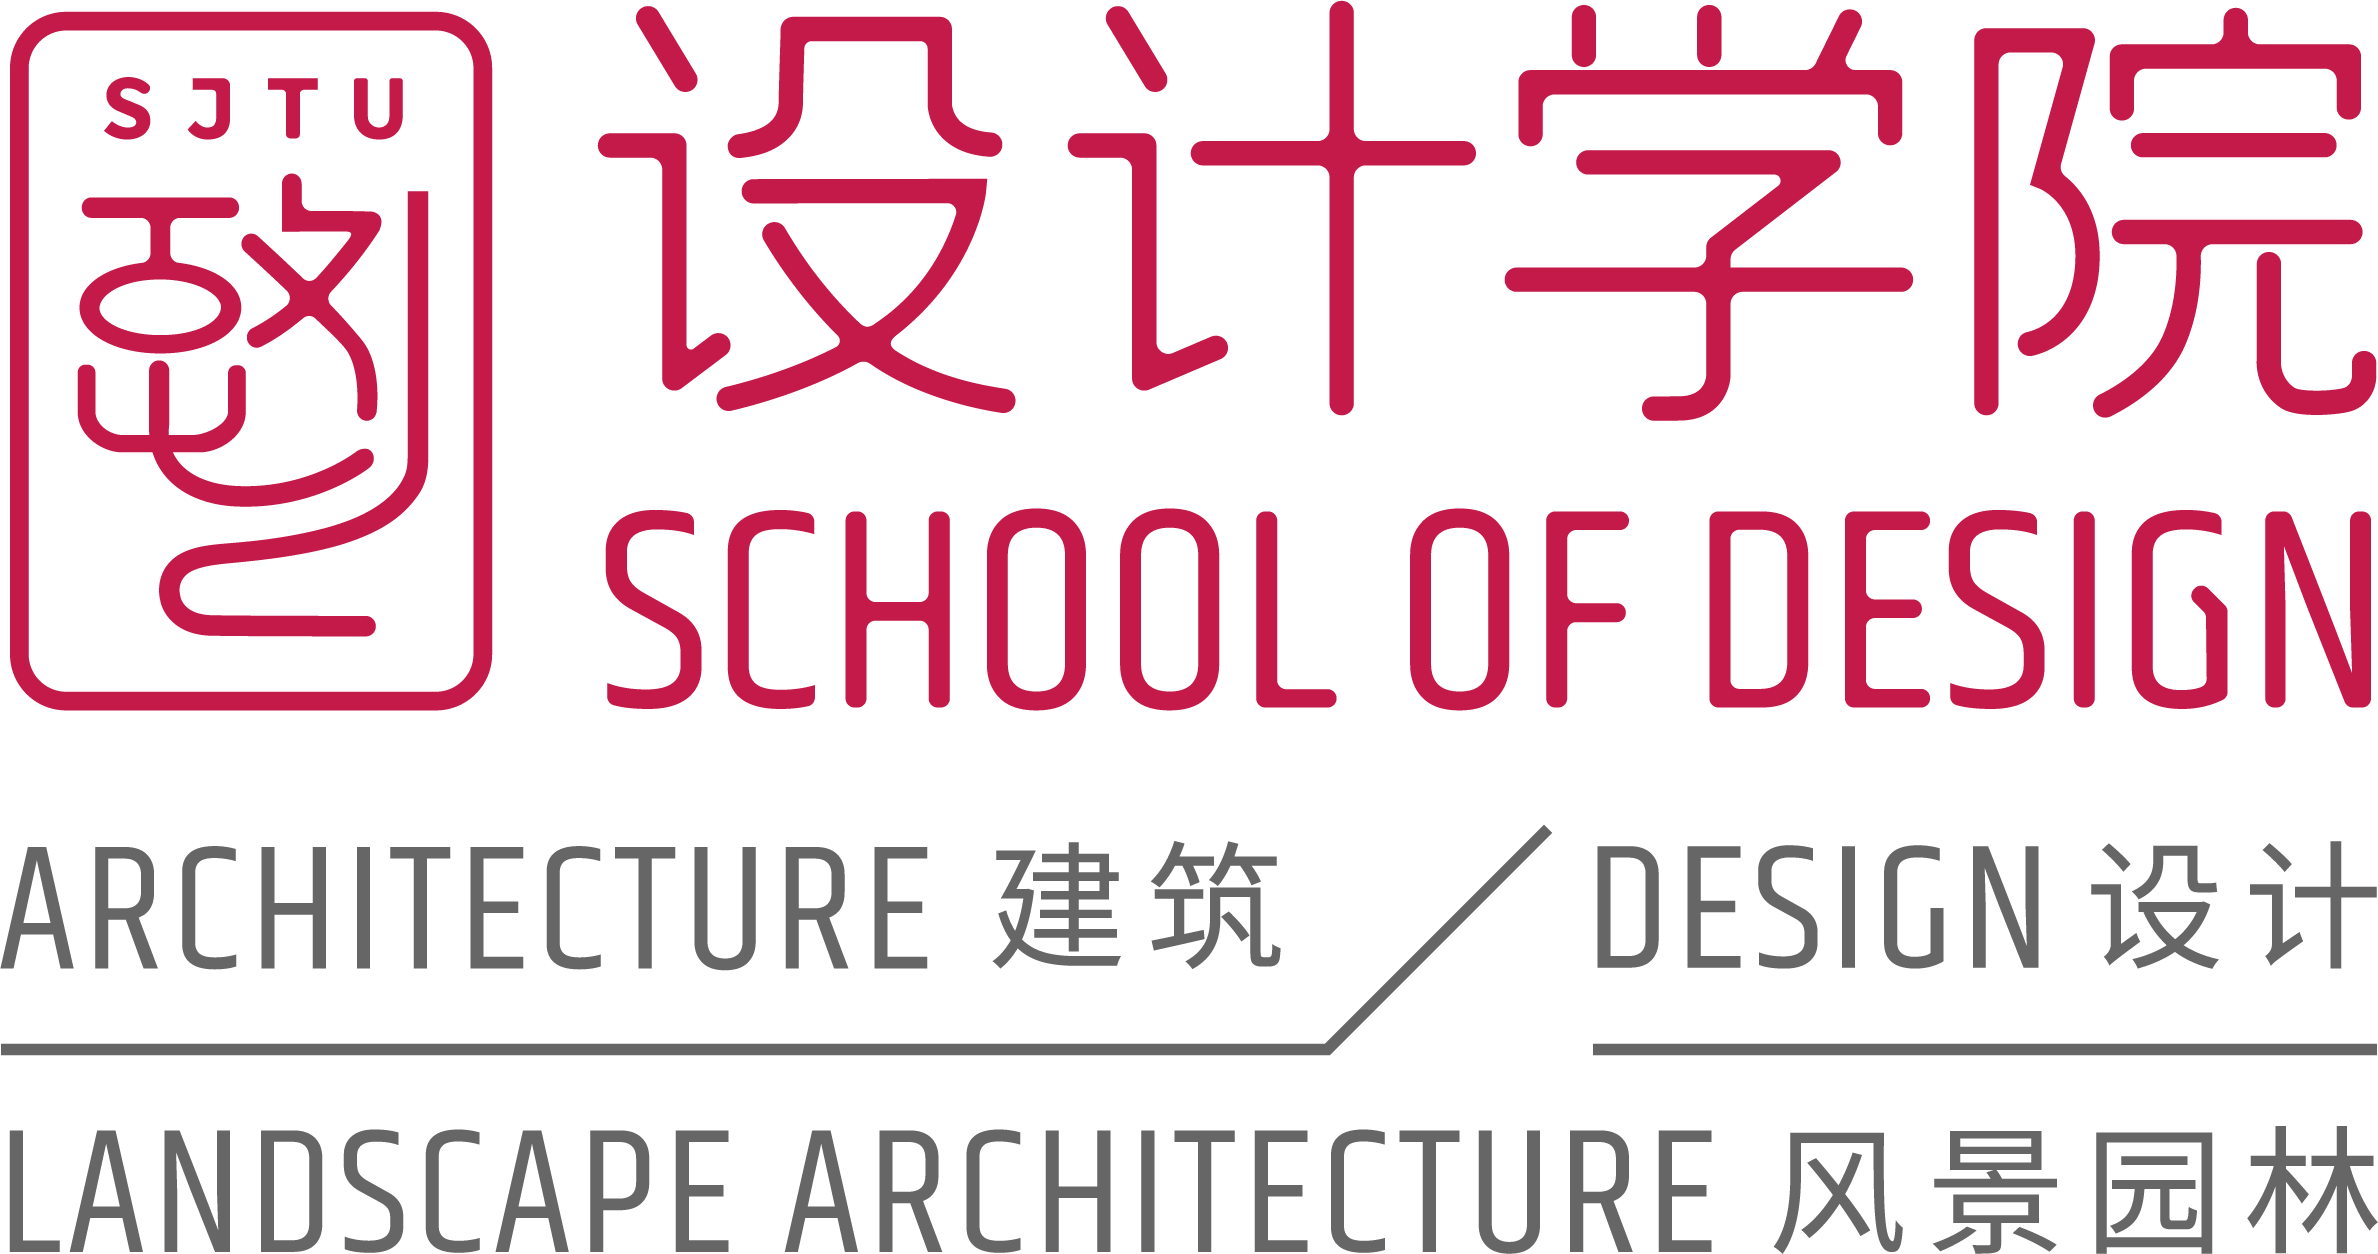 SJTU
设计学院
SCHOOL OF DESIGN
ARCHITECTURE 建筑
DESIGN 设计
LANDSCAPE ARCHITECTURE 风景园林